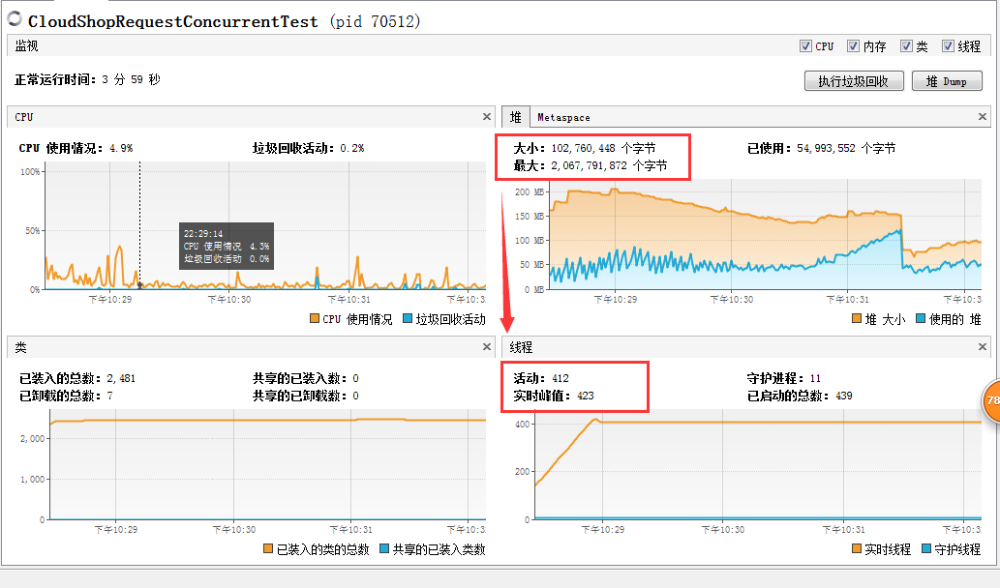 CloudShopRequestConcurrentTest (pid 70512)
监视
CPU 内存 类 线程
正常运行时间: 3 分 59 秒
执行垃圾回收 堆 Dump
CPU
CPU 使用情况: 4.9% 垃圾回收活动: 0.2%
100%
50%
0%
22:29:14
CPU 使用情况 4.3%
垃圾回收活动 0.0%
下午10:29 下午10:30 下午10:31 下午10:3
CPU 使用情况 垃圾回收活动
堆 Metaspace
大小: 102,760,448 个字节 已使用: 54,993,552 个字节
最大: 2,067,791,872 个字节
200 MB
150 MB
100 MB
50 MB
0 MB
下午10:29 下午10:30 下午10:31 下午10:3
堆 大小 使用的 堆
类
已装入的总数: 2,481 共享的已装入数: 0
已卸载的总数: 7 共享的已卸载数: 0
2,000
1,000
0
下午10:29 下午10:30 下午10:31 下午10:3
已装入的类的总数 共享的已装入类数
线程
活动: 412 守护进程: 11
实时峰值: 423 已启动的总数: 439
400
200
0
下午10:29 下午10:30 下午10:31 下午10:3
实时线程 守护线程
78